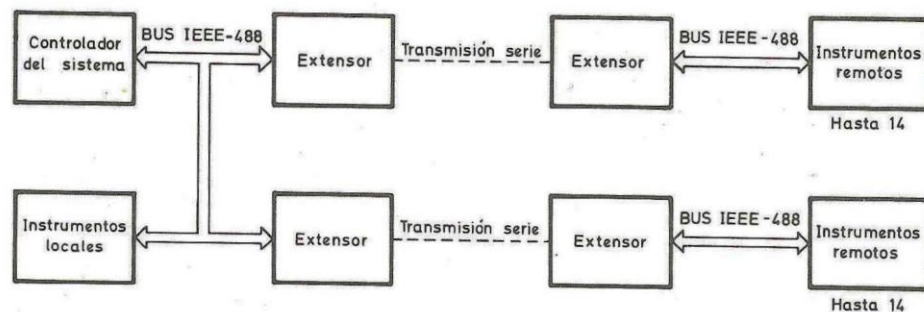 Controlador
del sistema
BUS IEEE-488
Extensor
Transmisión serie
Extensor
BUS IEEE-488
Instrumentos
remotos
Hasta 14
Instrumentos
locales
Extensor
Transmisión serie
Extensor
BUS IEEE-488
Instrumentos
remotos
Hasta 14